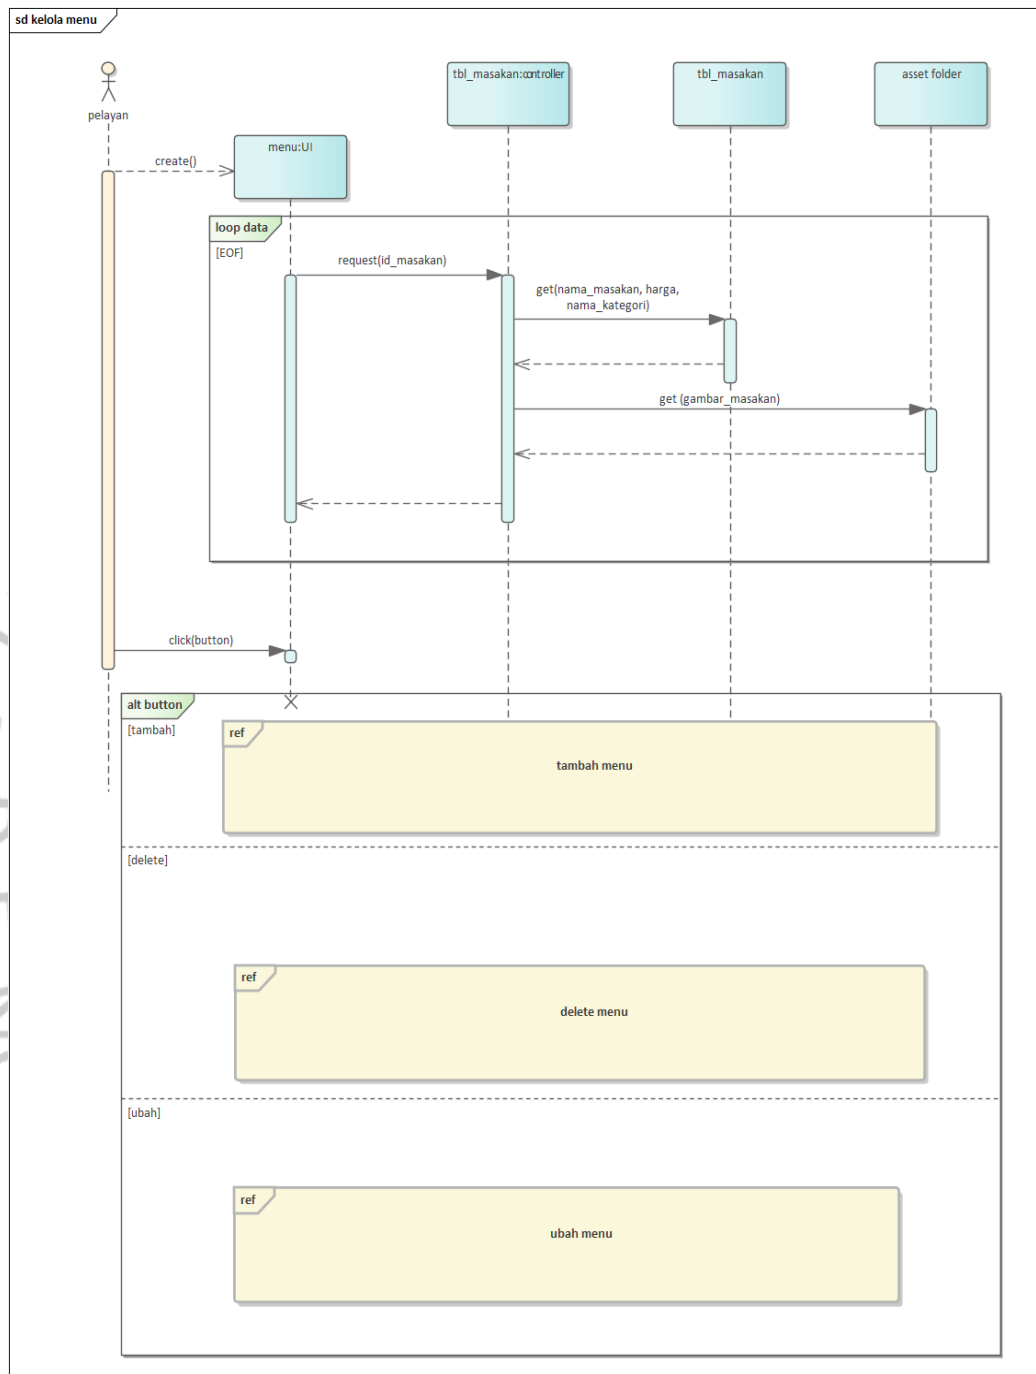 sd kelola menu
pelayan
tbl_masakan:controller
tbl_masakan
asset folder
menu:UI
create()
loop data
[EOF]
request(id_masakan)
get(nama_masakan, harga,
nama_kategori)
get (gambar_masakan)
click(button)
alt button
[tambah]
ref
tambah menu
[delete]
ref
delete menu
[ubah]
ref
ubah menu